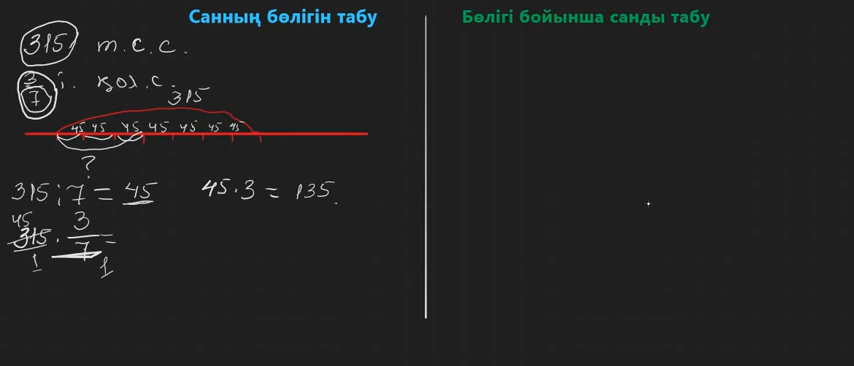 Санның бөлігін табу
315 т.с.с.
3/7 і. қол.с.
315
45 45 45 45 45 45 45
?
315 : 7 = 45 45 · 3 = 135.
45
315 · 3/7 =
1 1
Бөлігі бойынша санды табу